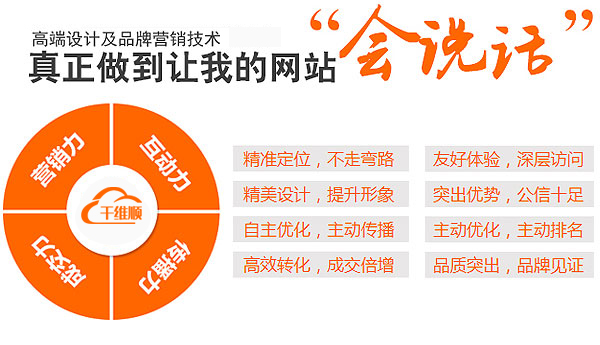 高端设计及品牌营销技术
真正做到让我的网站“会说话”
营销力
互动力
成交力
传播力
千维顺
精准定位，不走弯路
友好体验，深层访问
精美设计，提升形象
突出优势，公信十足
自主优化，主动传播
主动优化，主动排名
高效转化，成交倍增
品质突出，品牌见证